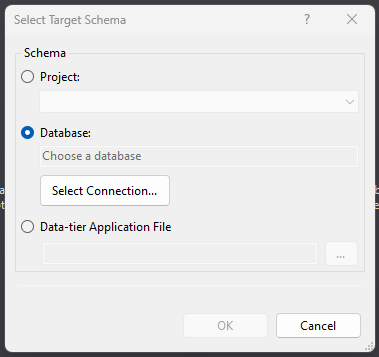 Select Target Schema
?
Schema
Project:
Database:
Choose a database
Select Connection...
Data-tier Application File
...
OK
Cancel